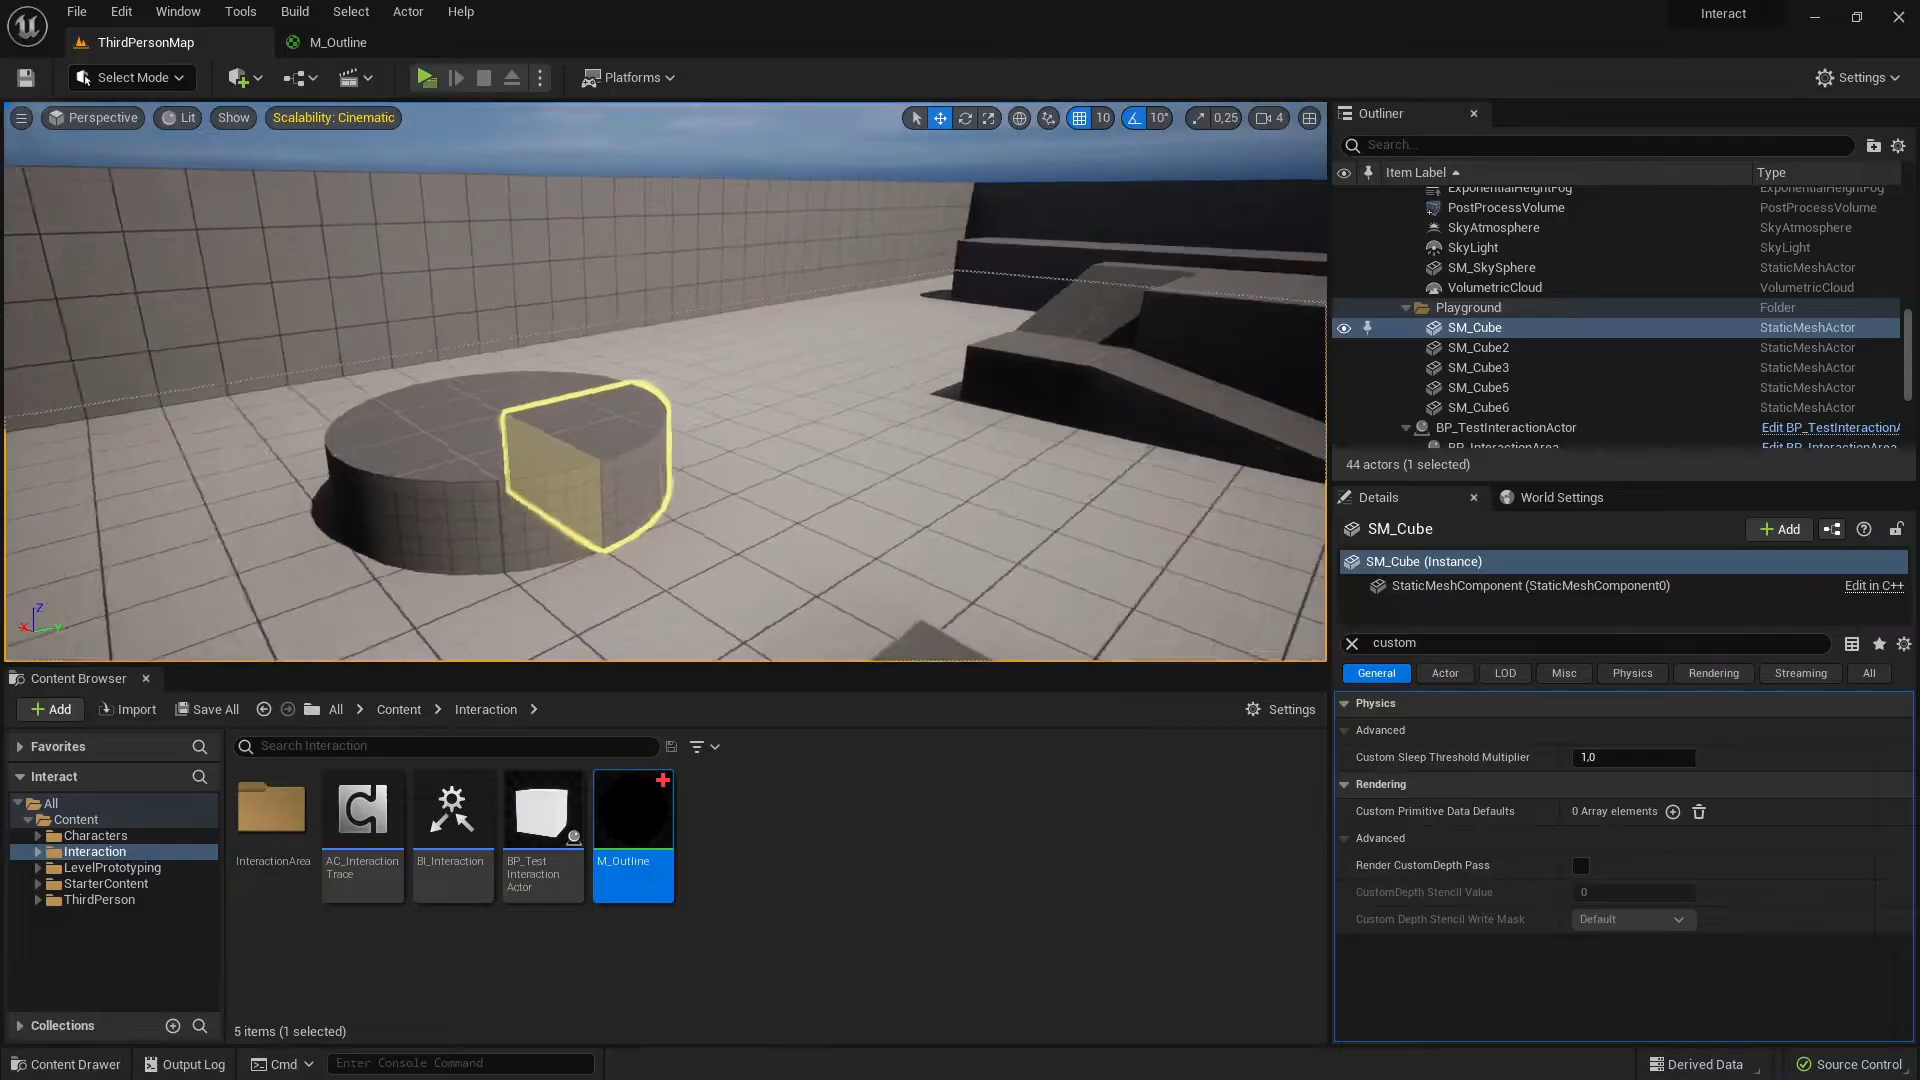 File Edit Window Tools Build Select Actor Help
Interact
ThirdPersonMap
M_Outline
Select Mode
Platforms
Settings
Perspective
Lit
Show
Scalability: Cinematic
10
10°
0,25
4
Outliner
Search...
Item Label
Type
ExponentialHeightFog ExponentialHeightFog
PostProcessVolume PostProcessVolume
SkyAtmosphere SkyAtmosphere
SkyLight SkyLight
SM_SkySphere StaticMeshActor
VolumetricCloud VolumetricCloud
Playground Folder
SM_Cube StaticMeshActor
SM_Cube2 StaticMeshActor
SM_Cube3 StaticMeshActor
SM_Cube5 StaticMeshActor
SM_Cube6 StaticMeshActor
BP_TestInteractionActor Edit BP_TestInteractionA
BP_InteractionArea Edit BP_InteractionArea
44 actors (1 selected)
Details
World Settings
SM_Cube
Add
SM_Cube (Instance)
StaticMeshComponent (StaticMeshComponent0)
Edit in C++
custom
General Actor LOD Misc Physics Rendering Streaming All
Physics
Advanced
Custom Sleep Threshold Multiplier 1,0
Rendering
Custom Primitive Data Defaults 0 Array elements
Advanced
Render CustomDepth Pass
CustomDepth Stencil Value 0
Custom Depth Stencil Write Mask Default
Z
X
Y
Content Browser
Add
Import
Save All
All
Content
Interaction
Settings
Favorites
Interact
All
Content
Characters
Interaction
LevelPrototyping
StarterContent
ThirdPerson
Collections
Search Interaction
InteractionArea
AC_Interaction
Trace
BI_Interaction
BP_Test
Interaction
Actor
M_Outline
5 items (1 selected)
Content Drawer
Output Log
Cmd
Enter Console Command
Derived Data
Source Control